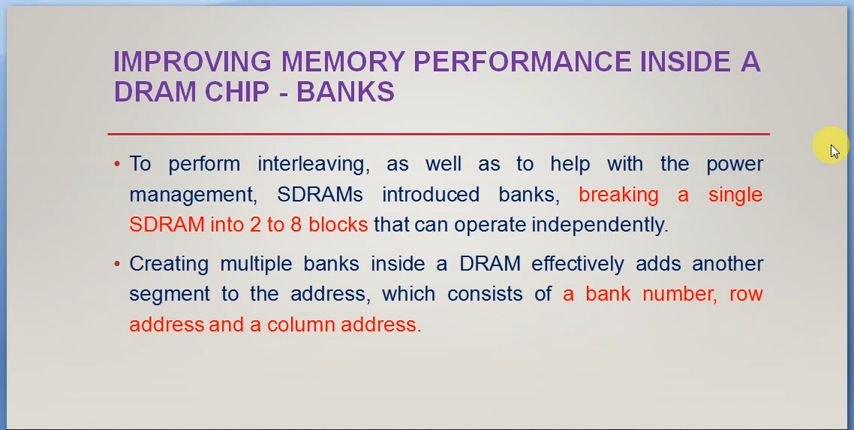 IMPROVING MEMORY PERFORMANCE INSIDE A
DRAM CHIP - BANKS
• To perform interleaving, as well as to help with the power
management, SDRAMs introduced banks, breaking a single
SDRAM into 2 to 8 blocks that can operate independently.
• Creating multiple banks inside a DRAM effectively adds another
segment to the address, which consists of a bank number, row
address and a column address.